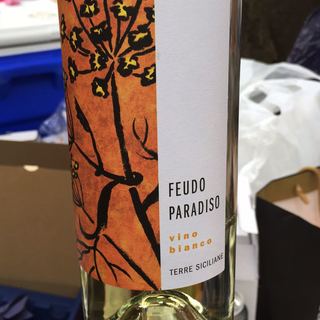 FEUDO
PARADISO
vino
bianco
TERRE SICILIANE